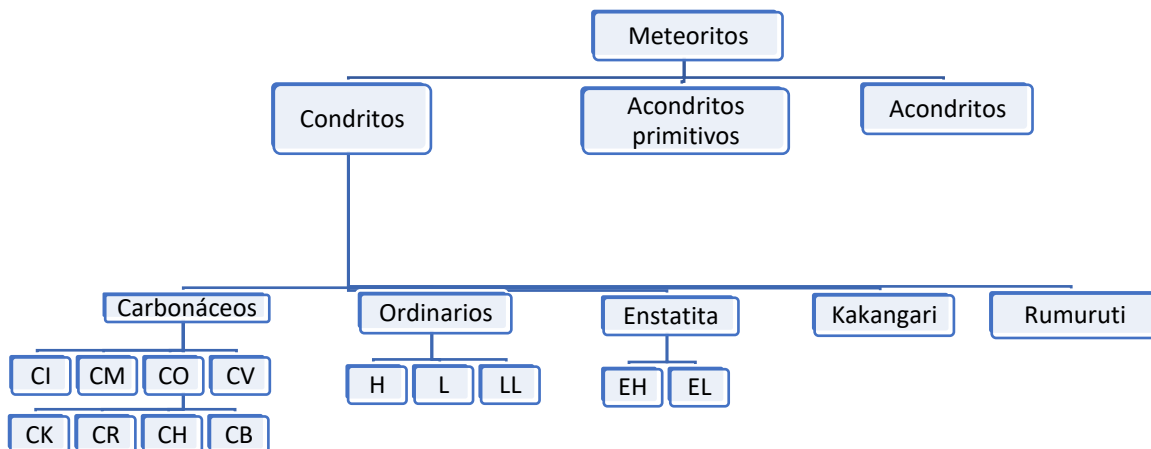 Meteoritos
Condritos
Acondritos
primitivos
Acondritos
Carbonáceos
Ordinarios
Enstatita
Kakangari
Rumuruti
CI
CM
CO
CV
H
L
LL
EH
EL
CK
CR
CH
CB